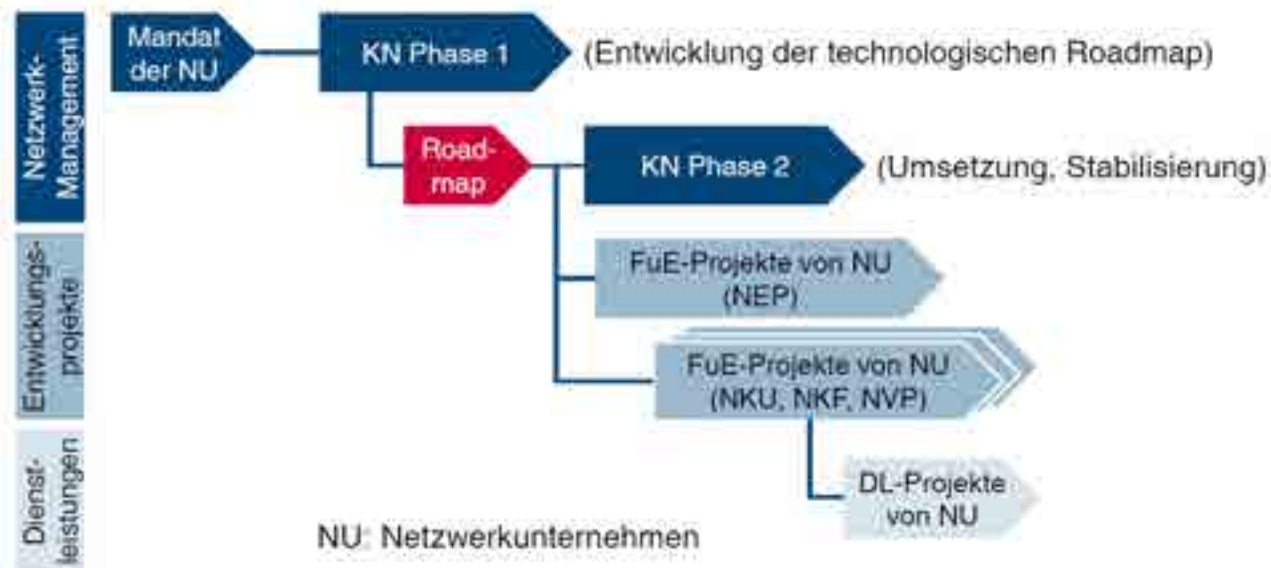 Netzwerk-
Management
Mandat
der NU
KN Phase 1
(Entwicklung der technologischen Roadmap)
Road-
map
KN Phase 2
(Umsetzung, Stabilisierung)
Entwicklungs-
projekte
FuE-Projekte von NU
(NEP)
FuE-Projekte von NU
(NKU, NKF, NVP)
Dienst-
leistungen
DL-Projekte
von NU
NU: Netzwerkunternehmen